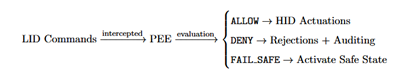 ALLOW → HID Actuations
LID Commands —intercepted→ PEE —evaluation→ DENY → Rejections + Auditing
FAIL_SAFE → Activate Safe State